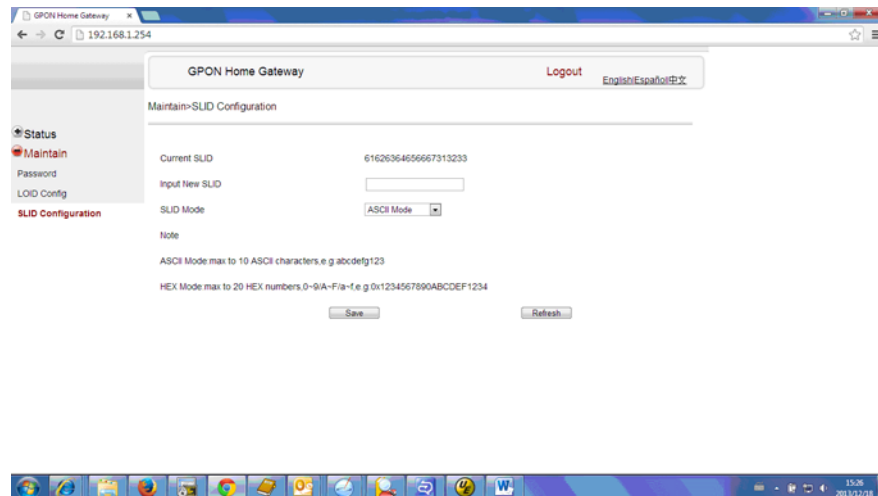 GPON Home Gateway
192.168.1.254
GPON Home Gateway
Logout
English|Español|中文
Maintain>SLID Configuration
Status
Maintain
Password
LOID Config
SLID Configuration
Current SLID 61626364656667313233
Input New SLID
SLID Mode ASCII Mode
Note
ASCII Mode:max to 10 ASCII characters,e.g:abcdefg123
HEX Mode:max to 20 HEX numbers,0~9/A~F/a~f,e.g:0x1234567890ABCDEF1234
Save Refresh
15:26
2013/12/18